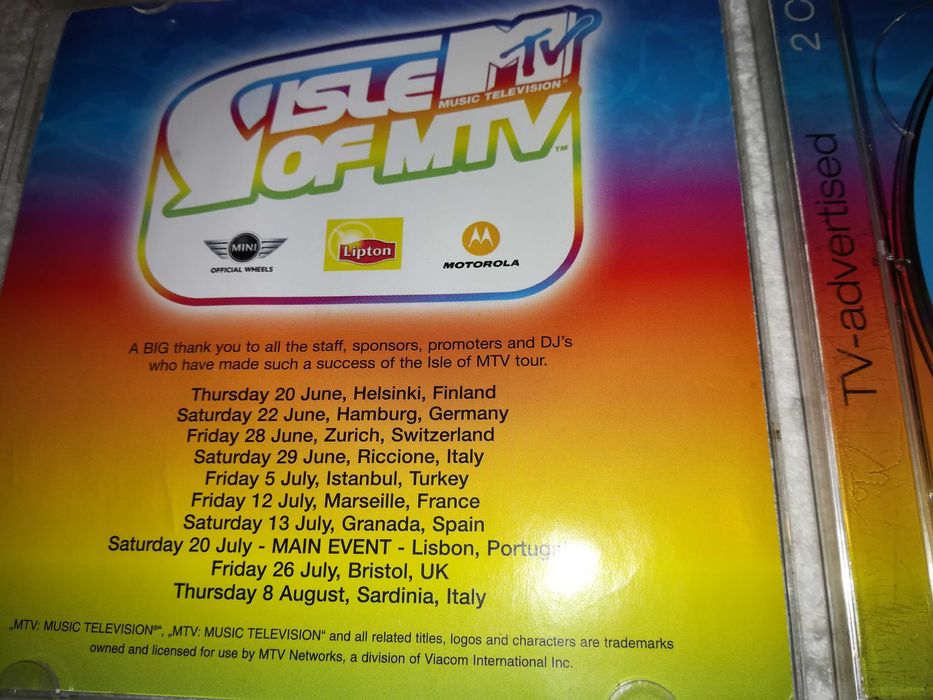 ISLE MTV
MUSIC TELEVISION®
OF MTV™
MINI
OFFICIAL WHEELS
Lipton
MOTOROLA
A BIG thank you to all the staff, sponsors, promoters and DJ's
who have made such a success of the Isle of MTV tour.
Thursday 20 June, Helsinki, Finland
Saturday 22 June, Hamburg, Germany
Friday 28 June, Zurich, Switzerland
Saturday 29 June, Riccione, Italy
Friday 5 July, Istanbul, Turkey
Friday 12 July, Marseille, France
Saturday 13 July, Granada, Spain
Saturday 20 July - MAIN EVENT - Lisbon, Portugal
Friday 26 July, Bristol, UK
Thursday 8 August, Sardinia, Italy
„MTV: MUSIC TELEVISION®“, „MTV: MUSIC TELEVISION“ and all related titles, logos and characters are trademarks
owned and licensed for use by MTV Networks, a division of Viacom International Inc.
TV-advertised
2 C